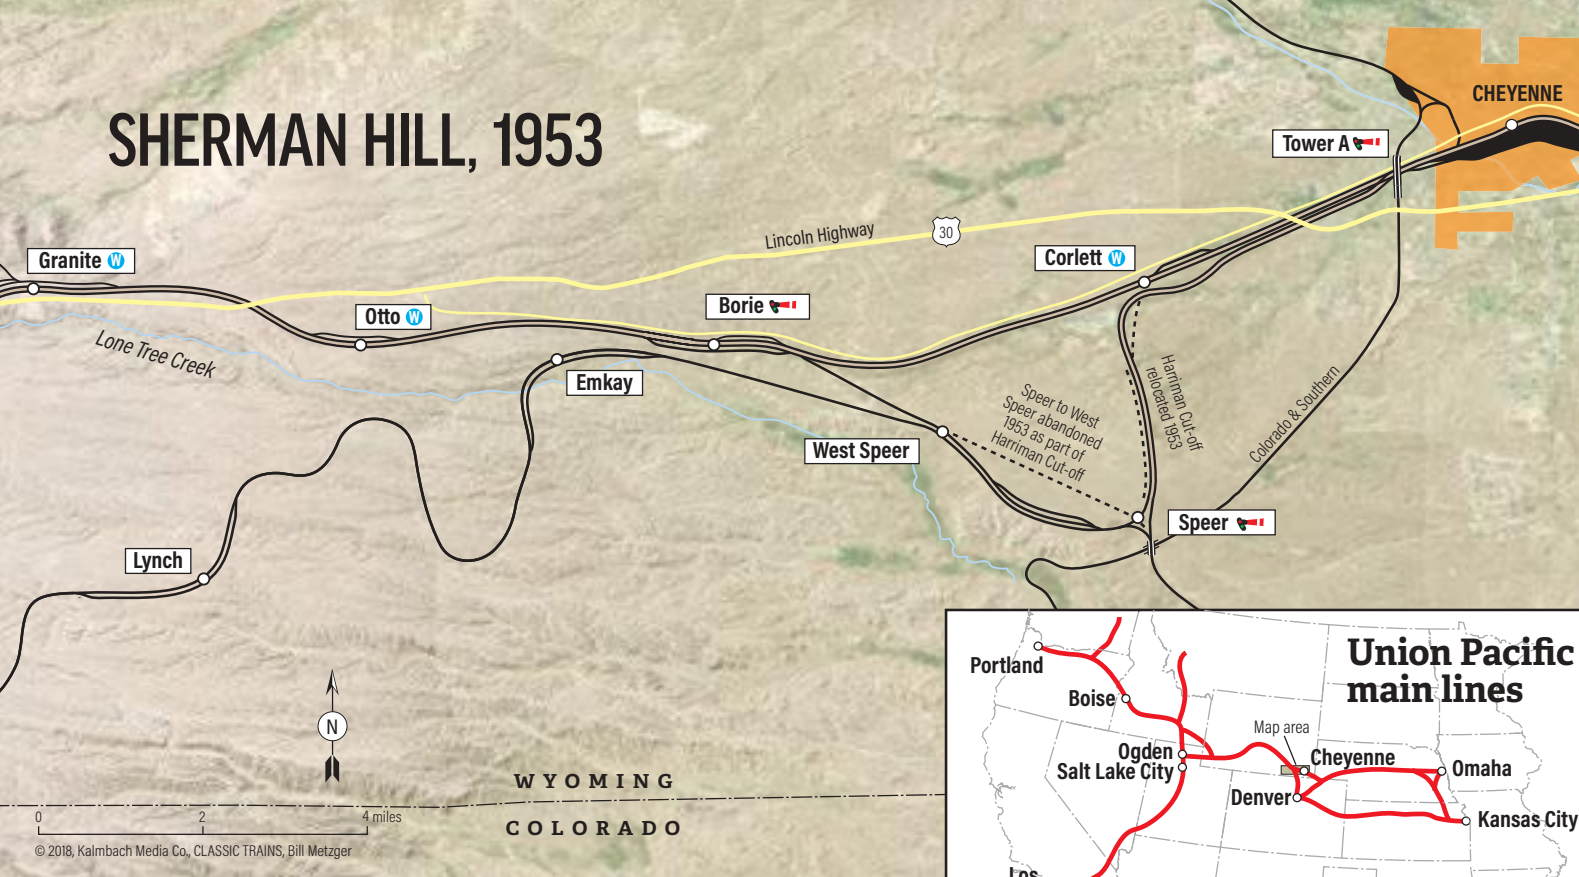 SHERMAN HILL, 1953
CHEYENNE
Tower A
30
Lincoln Highway
Corlett W
Granite W
Otto W
Borie
Lone Tree Creek
Emkay
West Speer
Speer to West
Speer abandoned
1953 as part of
Harriman Cut-off
Harriman Cut-off
relocated 1953
Colorado & Southern
Speer
Lynch
N
WYOMING
COLORADO
0 2 4 miles
© 2018, Kalmbach Media Co., CLASSIC TRAINS, Bill Metzger
Union Pacific
main lines
Portland
Boise
Map area
Ogden
Salt Lake City
Cheyenne
Omaha
Denver
Kansas City
Los